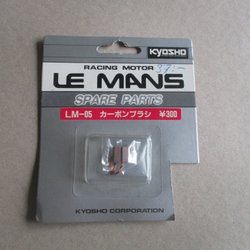 KYOSHO
RACING MOTOR
LE MANS
SPARE PARTS
LM-05 カーボンブラシ ¥300
KYOSHO CORPORATION